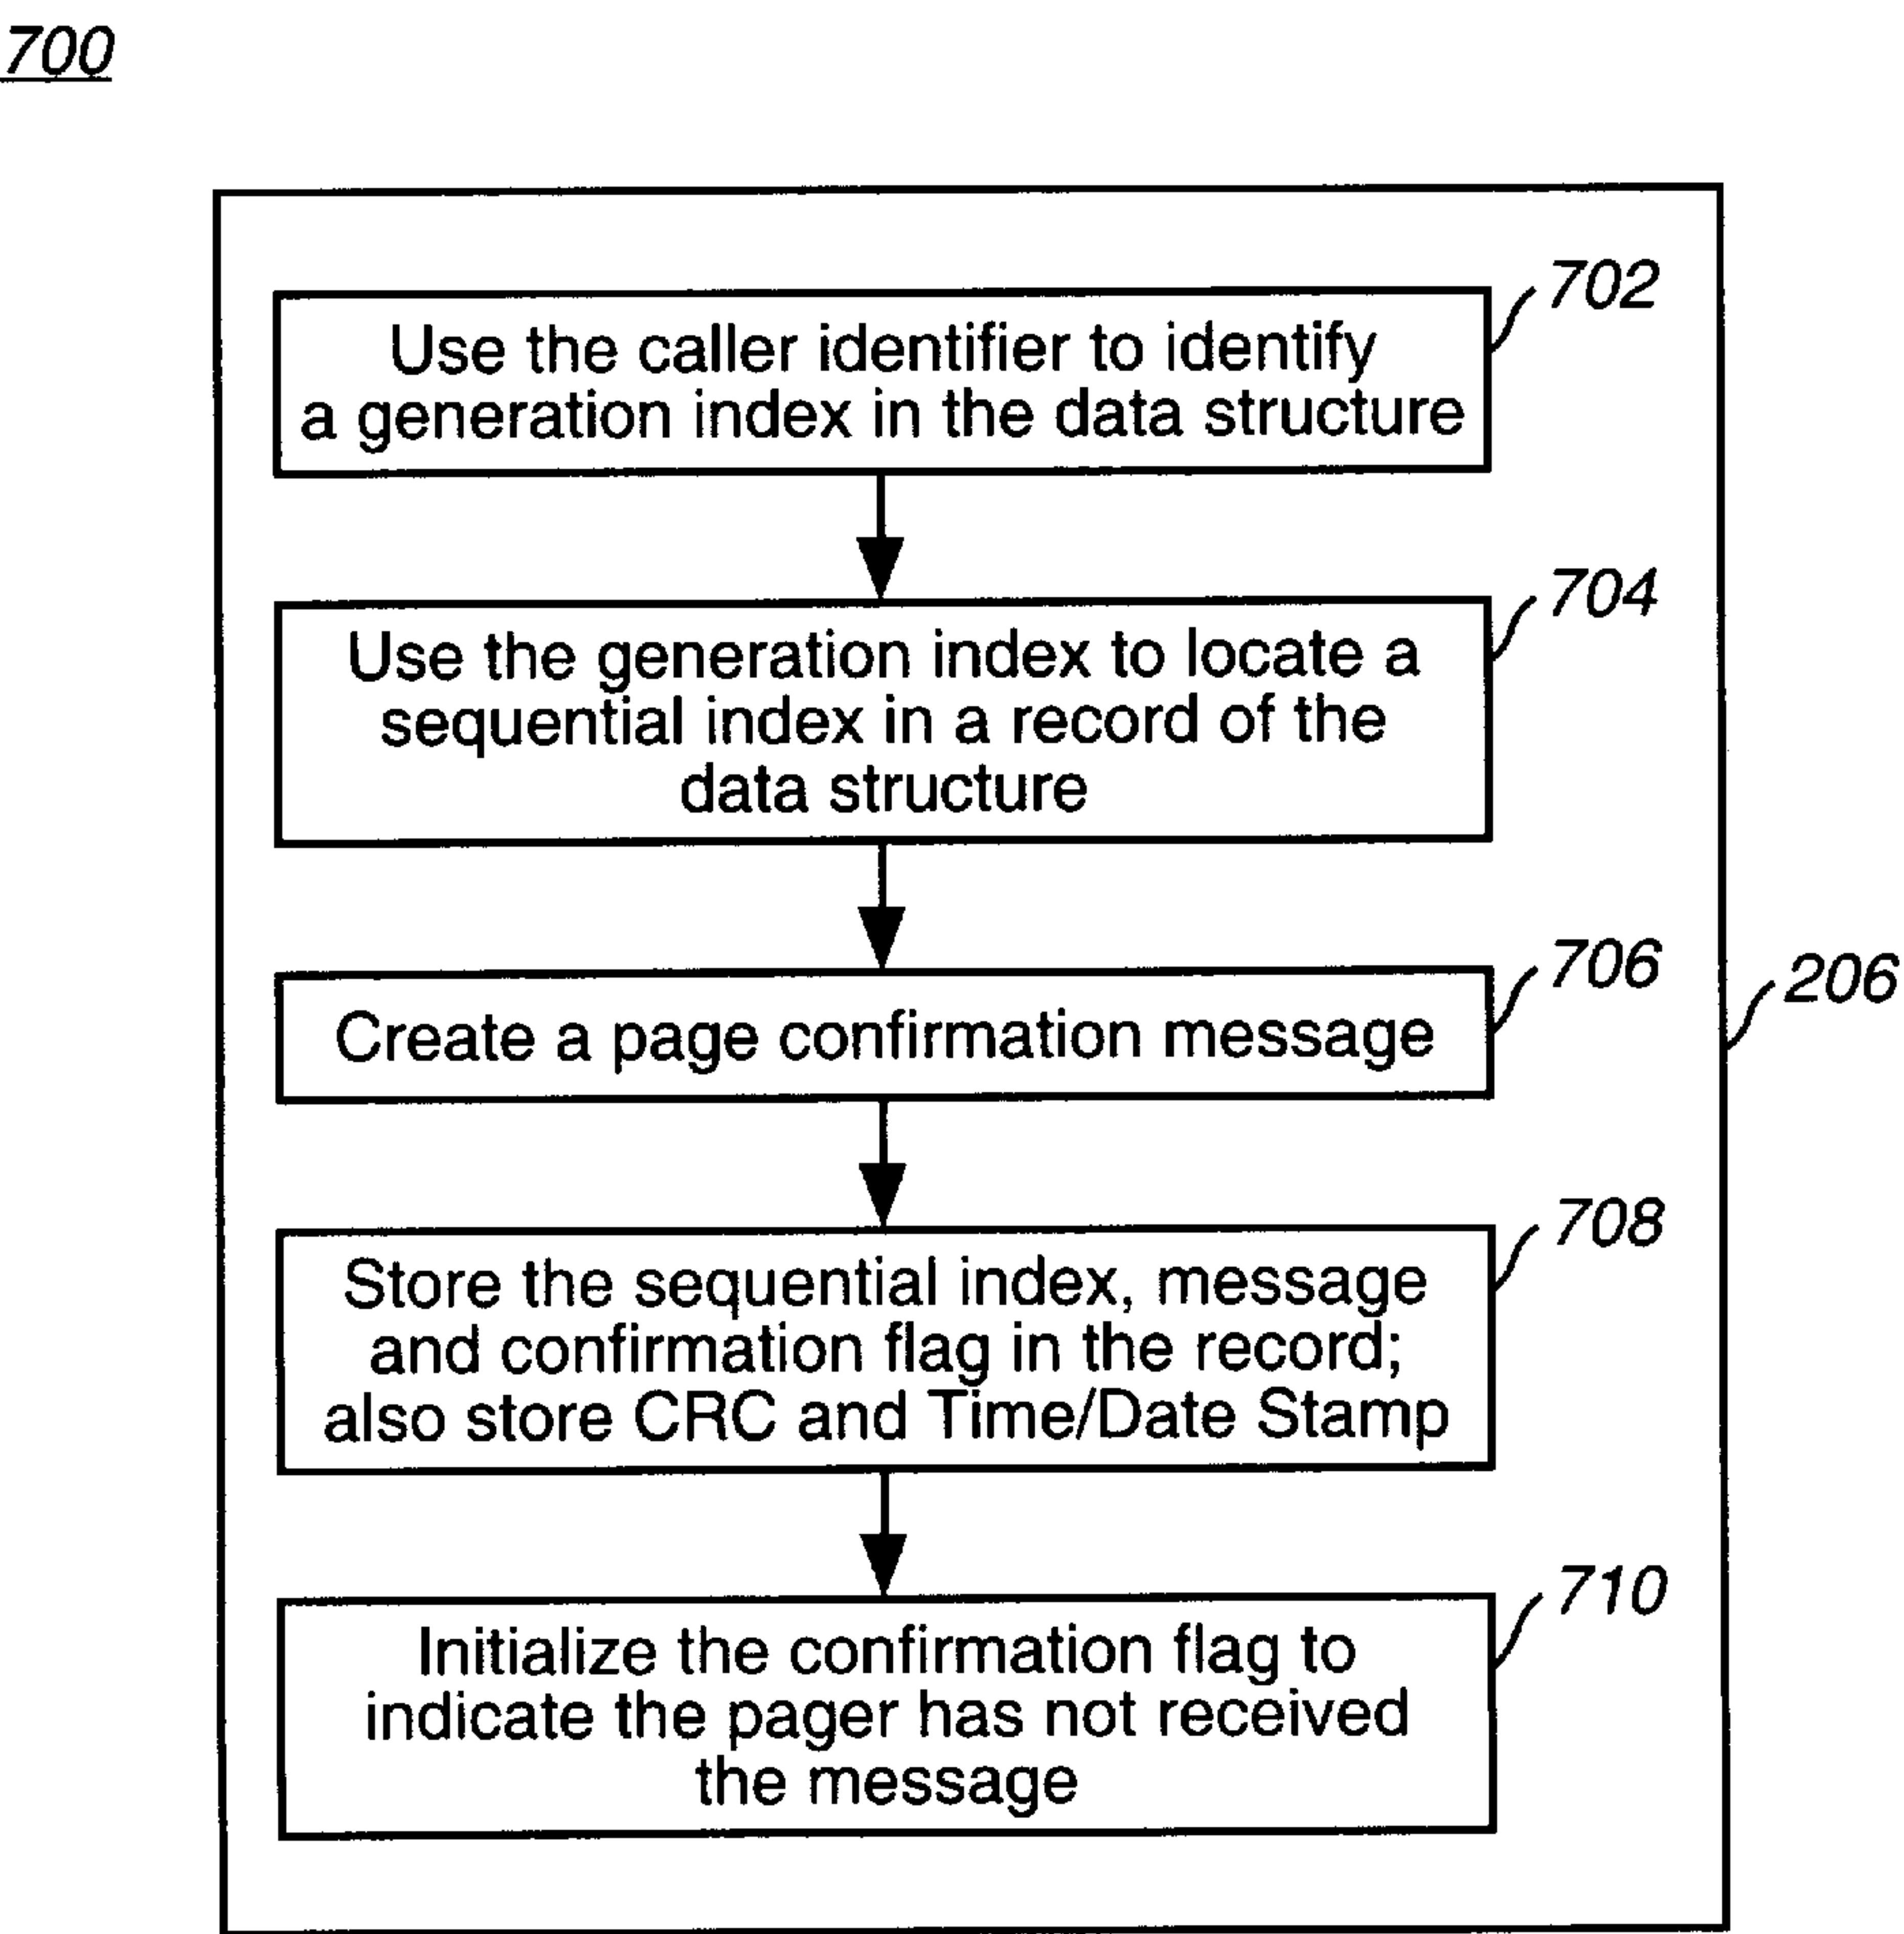 700
702
Use the caller identifier to identify
a generation index in the data structure
704
Use the generation index to locate a
sequential index in a record of the
data structure
706
206
Create a page confirmation message
708
Store the sequential index, message
and confirmation flag in the record;
also store CRC and Time/Date Stamp
710
Initialize the confirmation flag to
indicate the pager has not received
the message